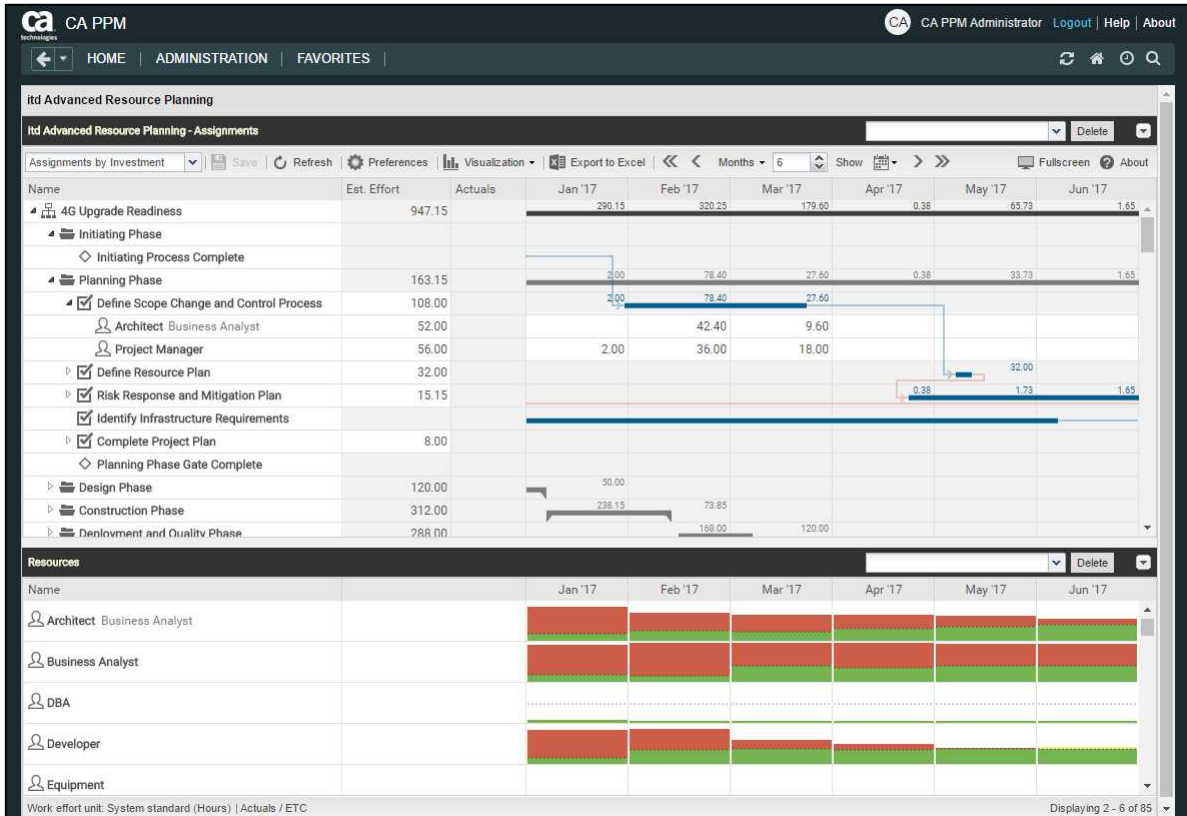 ca technologies CA PPM CA CA PPM Administrator Logout | Help | About
HOME | ADMINISTRATION | FAVORITES |
itd Advanced Resource Planning
itd Advanced Resource Planning - Assignments Delete
Assignments by Investment Save Refresh Preferences Visualization Export to Excel Months 6 Show Fullscreen About
Name Est. Effort Actuals Jan '17 Feb '17 Mar '17 Apr '17 May '17 Jun '17
4G Upgrade Readiness 947.15 290.15 320.25 179.60 0.38 65.73 1.65
Initiating Phase
Initiating Process Complete
Planning Phase 163.15 2.00 78.40 27.60 0.38 33.73 1.65
Define Scope Change and Control Process 108.00 2.00 78.40 27.60
Architect Business Analyst 52.00 42.40 9.60
Project Manager 56.00 2.00 36.00 18.00
Define Resource Plan 32.00 32.00
Risk Response and Mitigation Plan 15.15 0.38 1.73 1.65
Identify Infrastructure Requirements
Complete Project Plan 8.00
Planning Phase Gate Complete
Design Phase 120.00 50.00
Construction Phase 312.00 238.15 73.85
Deployment and Quality Phase 288.00 168.00 120.00
Resources Delete
Name Jan '17 Feb '17 Mar '17 Apr '17 May '17 Jun '17
Architect Business Analyst
Business Analyst
DBA
Developer
Equipment
Work effort unit: System standard (Hours) | Actuals / ETC Displaying 2 - 6 of 85